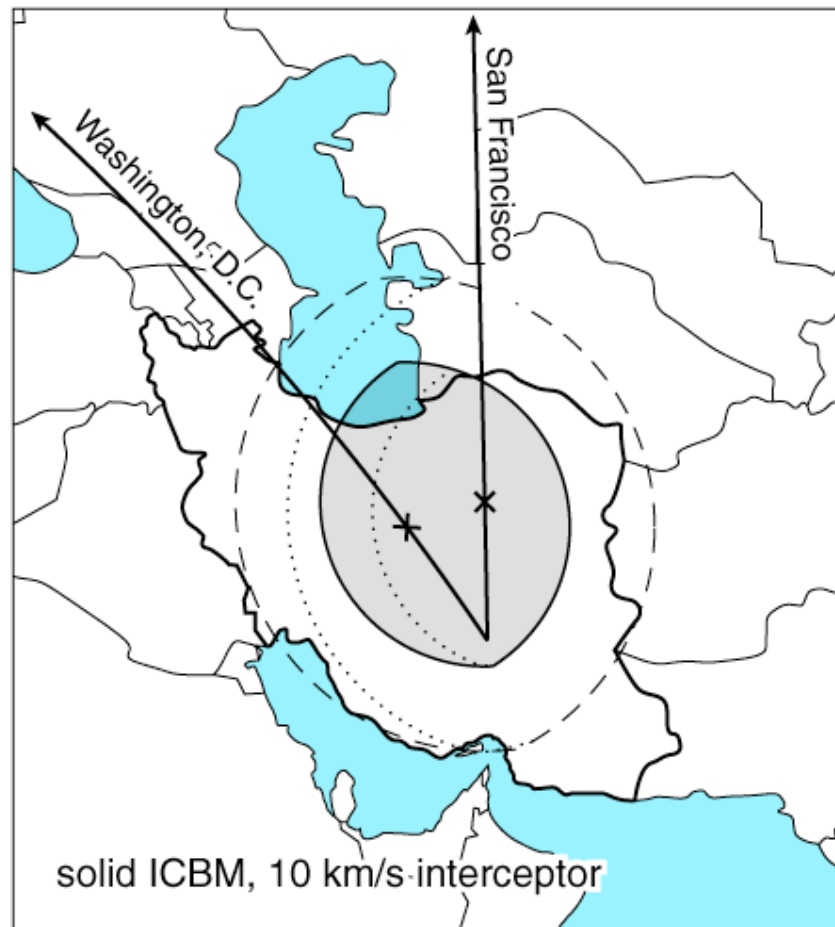 San Francisco
Washington, D.C.
solid ICBM, 10 km/s interceptor